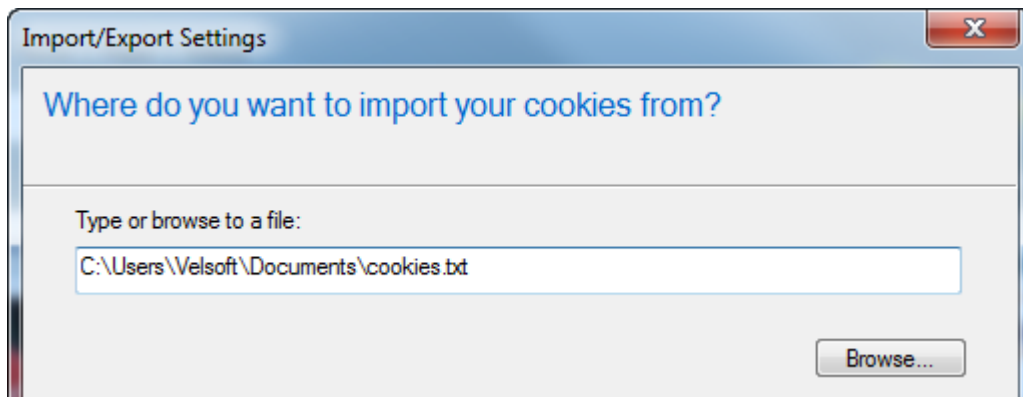 Import/Export Settings
Where do you want to import your cookies from?
Type or browse to a file:
C:\Users\Velsoft\Documents\cookies.txt
Browse...